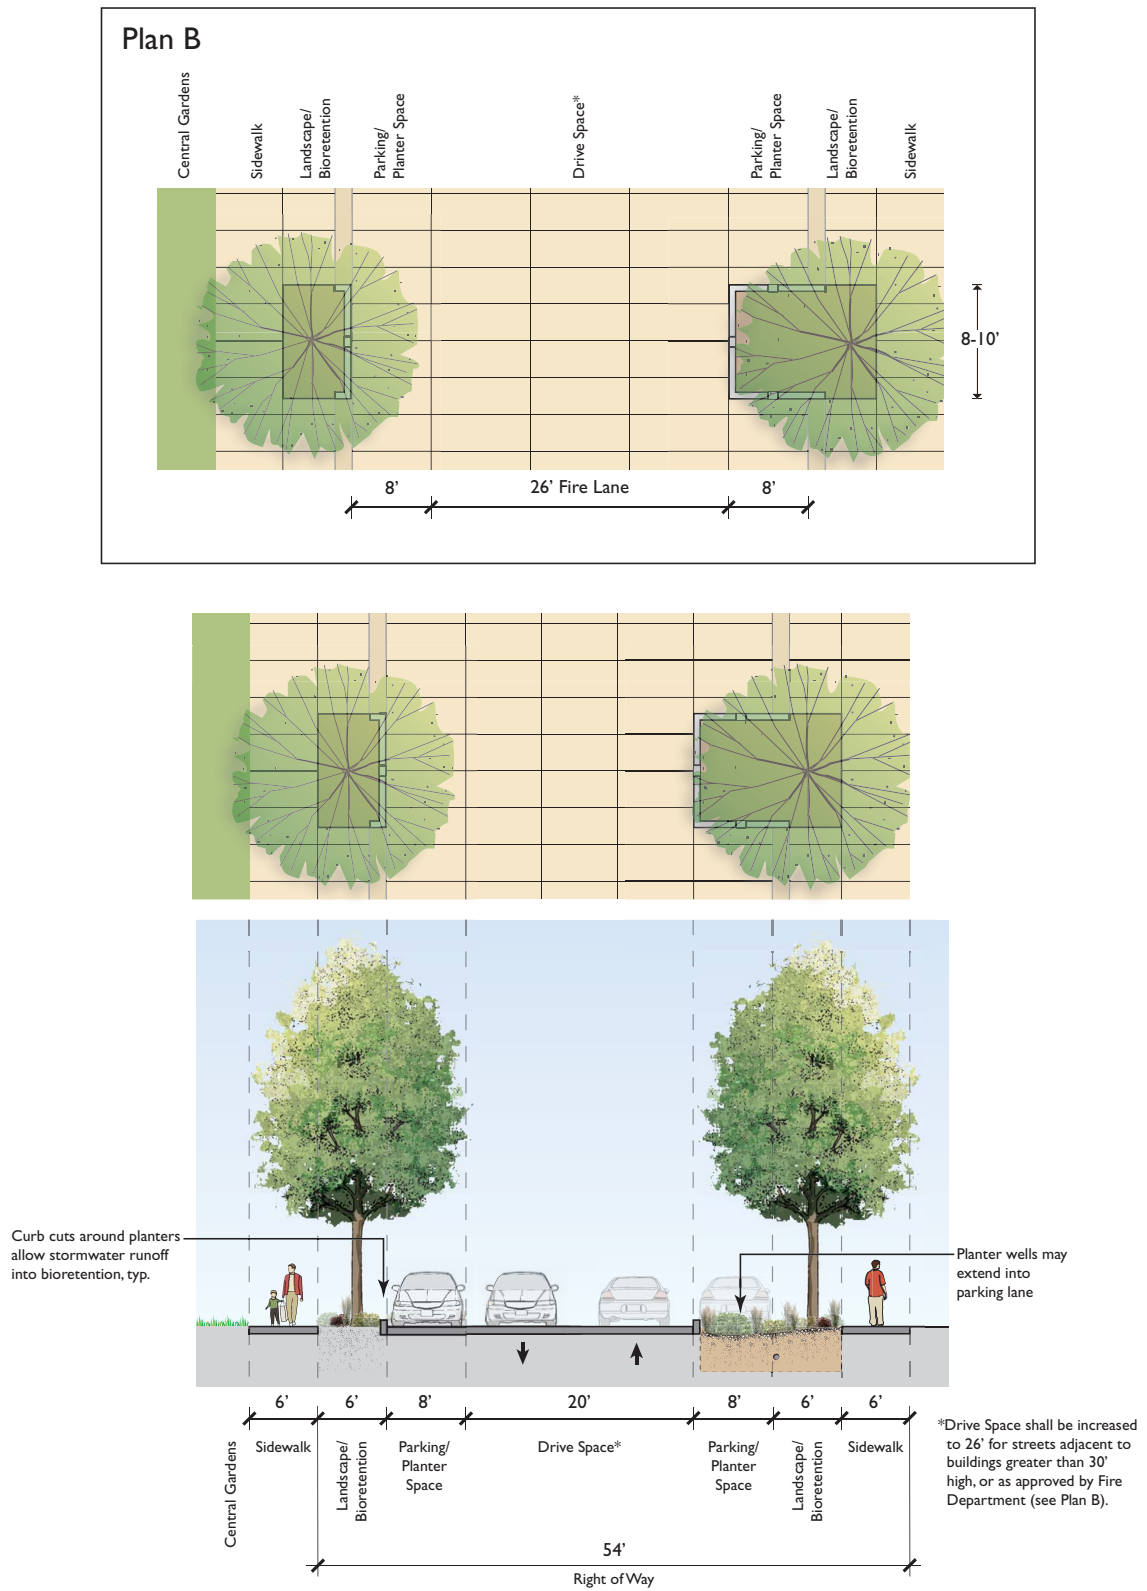 Plan B
Central Gardens
Sidewalk
Landscape/
Bioretention
Parking/
Planter Space
Drive Space*
Parking/
Planter Space
Landscape/
Bioretention
Sidewalk
8-10’
8’
26’ Fire Lane
8’
Curb cuts around planters
allow stormwater runoff
into bioretention, typ.
Planter wells may
extend into
parking lane
6’
6’
8’
20’
8’
6’
6’
Central Gardens
Sidewalk
Landscape/
Bioretention
Parking/
Planter
Space
Drive Space*
Parking/
Planter
Space
Landscape/
Bioretention
Sidewalk
*Drive Space shall be increased
to 26’ for streets adjacent to
buildings greater than 30’
high, or as approved by Fire
Department (see Plan B).
54’
Right of Way